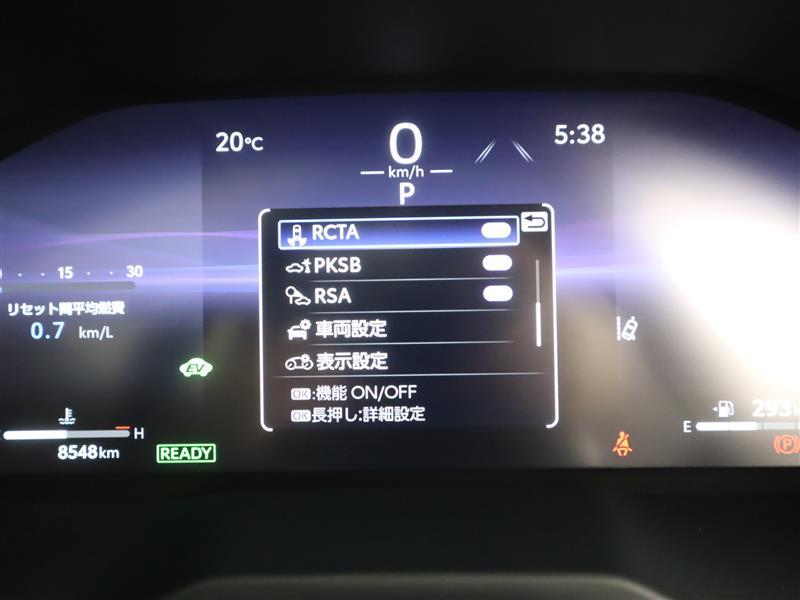 20℃
0
km/h
P
5:38
RCTA
PKSB
RSA
車両設定
表示設定
OK:機能 ON/OFF
OK長押し:詳細設定
15
30
リセット間平均燃費
0.7 km/L
EV
H
8548km
READY
293
E
P